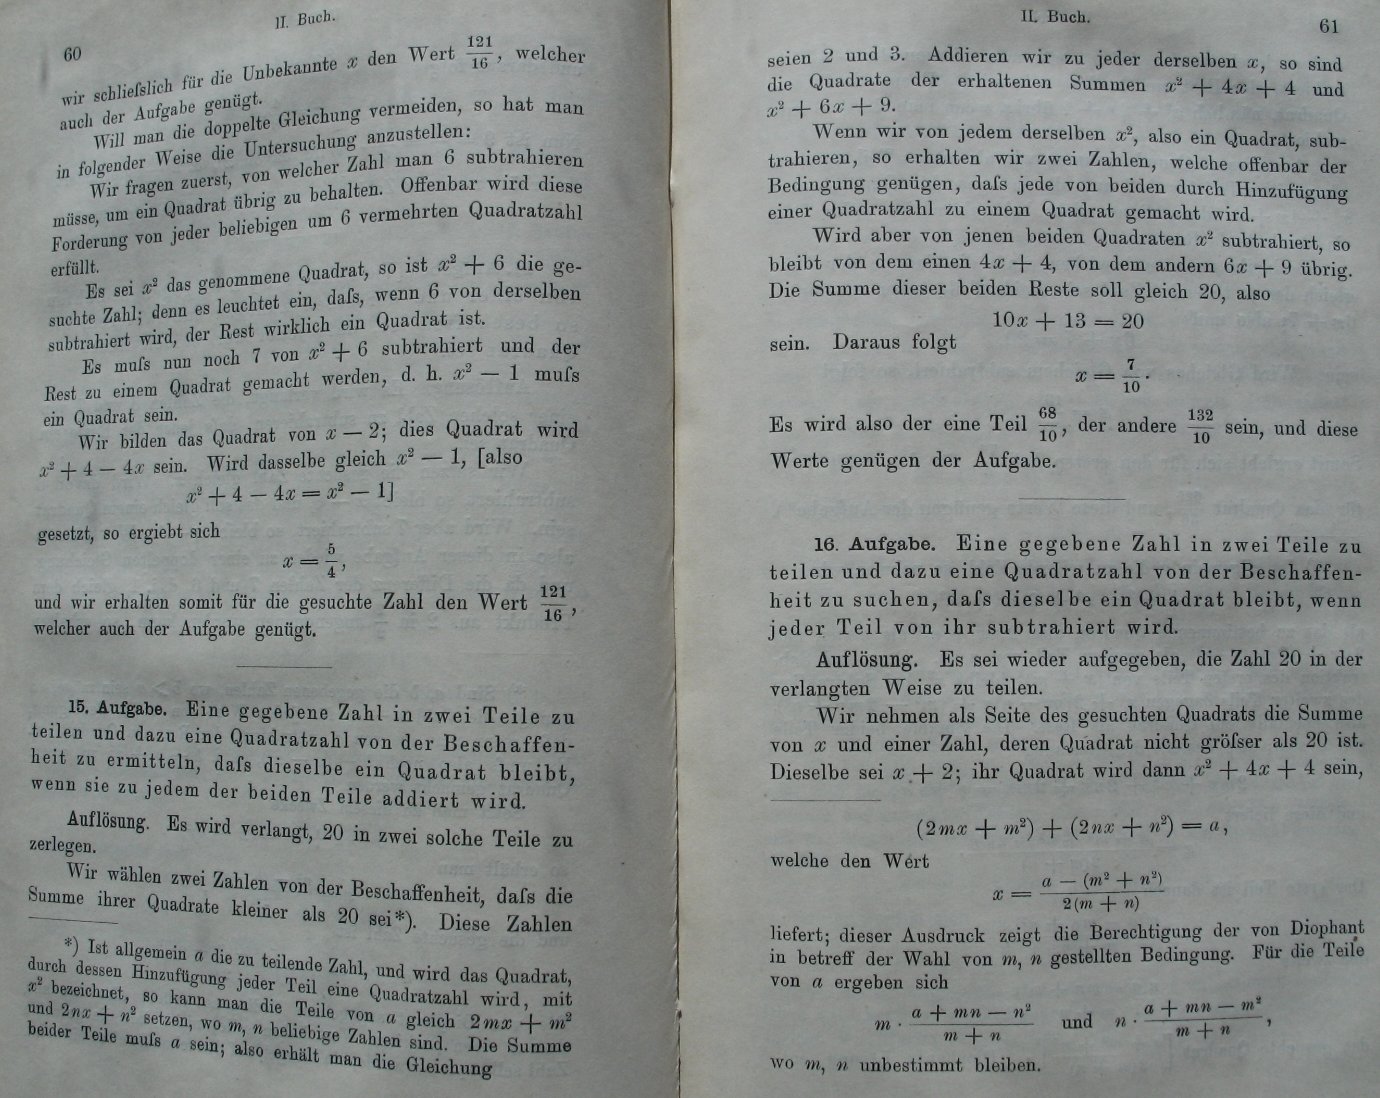 II. Buch.
60
wir schlieſslich für die Unbekannte x den Wert 121/16, welcher
auch der Aufgabe genügt.
Will man die doppelte Gleichung vermeiden, so hat man
in folgender Weise die Untersuchung anzustellen:
Wir fragen zuerst, von welcher Zahl man 6 subtrahieren
müsse, um ein Quadrat übrig zu behalten. Offenbar wird diese
Forderung von jeder beliebigen um 6 vermehrten Quadratzahl
erfüllt.
Es sei x² das genommene Quadrat, so ist x² + 6 die ge-
suchte Zahl; denn es leuchtet ein, daſs, wenn 6 von derselben
subtrahiert wird, der Rest wirklich ein Quadrat ist.
Es muſs nun noch 7 von x² + 6 subtrahiert und der
Rest zu einem Quadrat gemacht werden, d. h. x² — 1 muſs
ein Quadrat sein.
Wir bilden das Quadrat von x — 2; dies Quadrat wird
x² + 4 — 4x sein. Wird dasselbe gleich x² — 1, [also
x² + 4 — 4x = x² — 1]
gesetzt, so ergiebt sich
x = 5/4,
und wir erhalten somit für die gesuchte Zahl den Wert 121/16,
welcher auch der Aufgabe genügt.
15. Aufgabe. Eine gegebene Zahl in zwei Teile zu
teilen und dazu eine Quadratzahl von der Beschaffen-
heit zu ermitteln, daſs dieselbe ein Quadrat bleibt,
wenn sie zu jedem der beiden Teile addiert wird.
Auflösung. Es wird verlangt, 20 in zwei solche Teile zu
zerlegen.
Wir wählen zwei Zahlen von der Beschaffenheit, daſs die
Summe ihrer Quadrate kleiner als 20 sei*). Diese Zahlen
*) Ist allgemein a die zu teilende Zahl, und wird das Quadrat,
durch dessen Hinzufügung jeder Teil eine Quadratzahl wird, mit
x² bezeichnet, so kann man die Teile von a gleich 2mx + m²
und 2nx + n² setzen, wo m, n beliebige Zahlen sind. Die Summe
beider Teile muſs a sein; also erhält man die Gleichung
II. Buch.
61
seien 2 und 3. Addieren wir zu jeder derselben x, so sind
die Quadrate der erhaltenen Summen x² + 4x + 4 und
x² + 6x + 9.
Wenn wir von jedem derselben x², also ein Quadrat, sub-
trahieren, so erhalten wir zwei Zahlen, welche offenbar der
Bedingung genügen, daſs jede von beiden durch Hinzufügung
einer Quadratzahl zu einem Quadrat gemacht wird.
Wird aber von jenen beiden Quadraten x² subtrahiert, so
bleibt von dem einen 4x + 4, von dem andern 6x + 9 übrig.
Die Summe dieser beiden Reste soll gleich 20, also
10x + 13 = 20
sein. Daraus folgt
x = 7/10.
Es wird also der eine Teil 68/10, der andere 132/10 sein, und diese
Werte genügen der Aufgabe.
16. Aufgabe. Eine gegebene Zahl in zwei Teile zu
teilen und dazu eine Quadratzahl von der Beschaffen-
heit zu suchen, daſs dieselbe ein Quadrat bleibt, wenn
jeder Teil von ihr subtrahiert wird.
Auflösung. Es sei wieder aufgegeben, die Zahl 20 in der
verlangten Weise zu teilen.
Wir nehmen als Seite des gesuchten Quadrats die Summe
von x und einer Zahl, deren Quadrat nicht gröſser als 20 ist.
Dieselbe sei x + 2; ihr Quadrat wird dann x² + 4x + 4 sein,
(2mx + m²) + (2nx + n²) = a,
welche den Wert
x = (a — (m² + n²))/(2(m + n))
liefert; dieser Ausdruck zeigt die Berechtigung der von Diophant
in betreff der Wahl von m, n gestellten Bedingung. Für die Teile
von a ergeben sich
m · (a + mn — n²)/(m + n) und n · (a + mn — m²)/(m + n),
wo m, n unbestimmt bleiben.